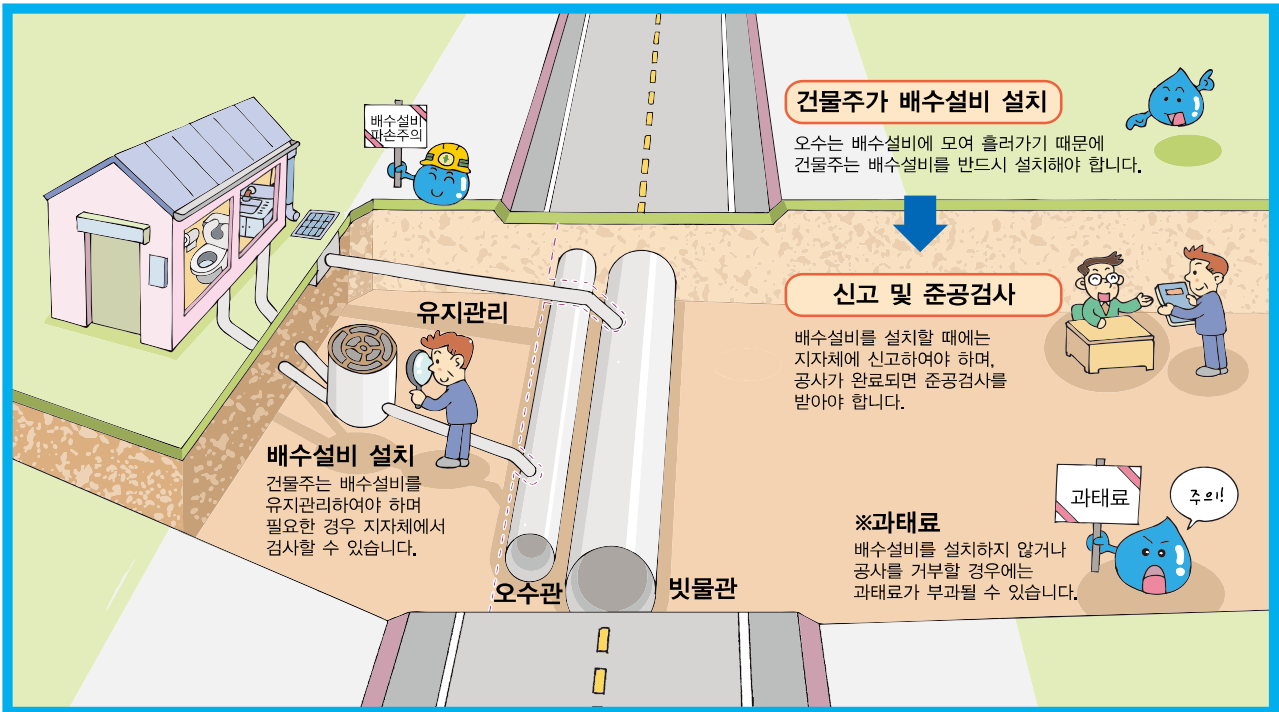 건물주가 배수설비 설치
오수는 배수설비에 모여 흘러가기 때문에
건물주는 배수설비를 반드시 설치해야 합니다.
배수설비
파손주의
신고 및 준공검사
배수설비를 설치할 때에는
지자체에 신고하여야 하며,
공사가 완료되면 준공검사를
받아야 합니다.
유지관리
배수설비 설치
건물주는 배수설비를
유지관리하여야 하며
필요한 경우 지자체에서
검사할 수 있습니다.
오수관
빗물관
과태료
주의!
※과태료
배수설비를 설치하지 않거나
공사를 거부할 경우에는
과태료가 부과될 수 있습니다.